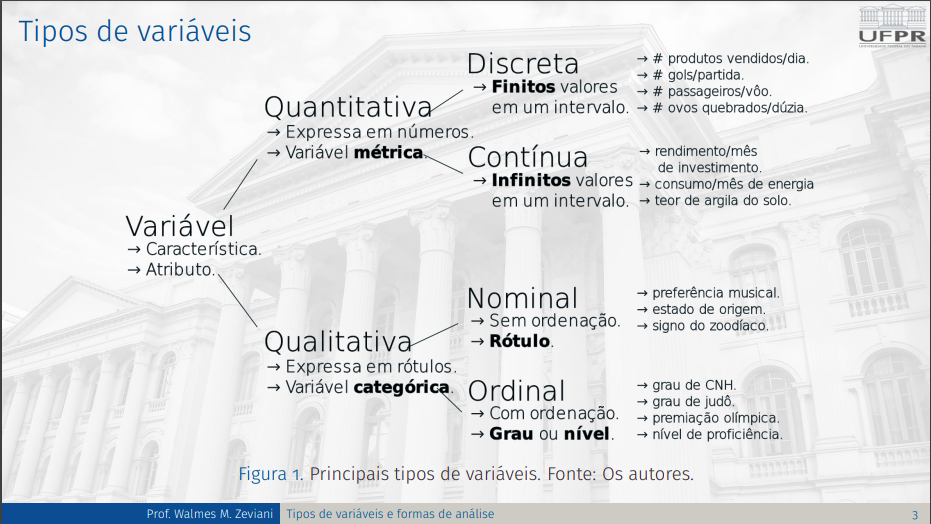 Tipos de variáveis
UFPR
Discreta
→ Finitos valores
em um intervalo.
→ # produtos vendidos/dia.
→ # gols/partida.
→ # passageiros/vôo.
→ # ovos quebrados/dúzia.
Quantitativa
→ Expressa em números.
→ Variável métrica.
Contínua
→ Infinitos valores
em um intervalo.
→ rendimento/mês
de investimento.
→ consumo/mês de energia
→ teor de argila do solo.
Variável
→ Característica.
→ Atributo.
Nominal
→ Sem ordenação.
→ Rótulo.
→ preferência musical.
→ estado de origem.
→ signo do zoodíaco.
Qualitativa
→ Expressa em rótulos.
→ Variável categórica.
Ordinal
→ Com ordenação.
→ Grau ou nível.
→ grau de CNH.
→ grau de judô.
→ premiação olímpica.
→ nível de proficiência.
Figura 1. Principais tipos de variáveis. Fonte: Os autores.
Prof. Walmes M. Zeviani
Tipos de variáveis e formas de análise
3